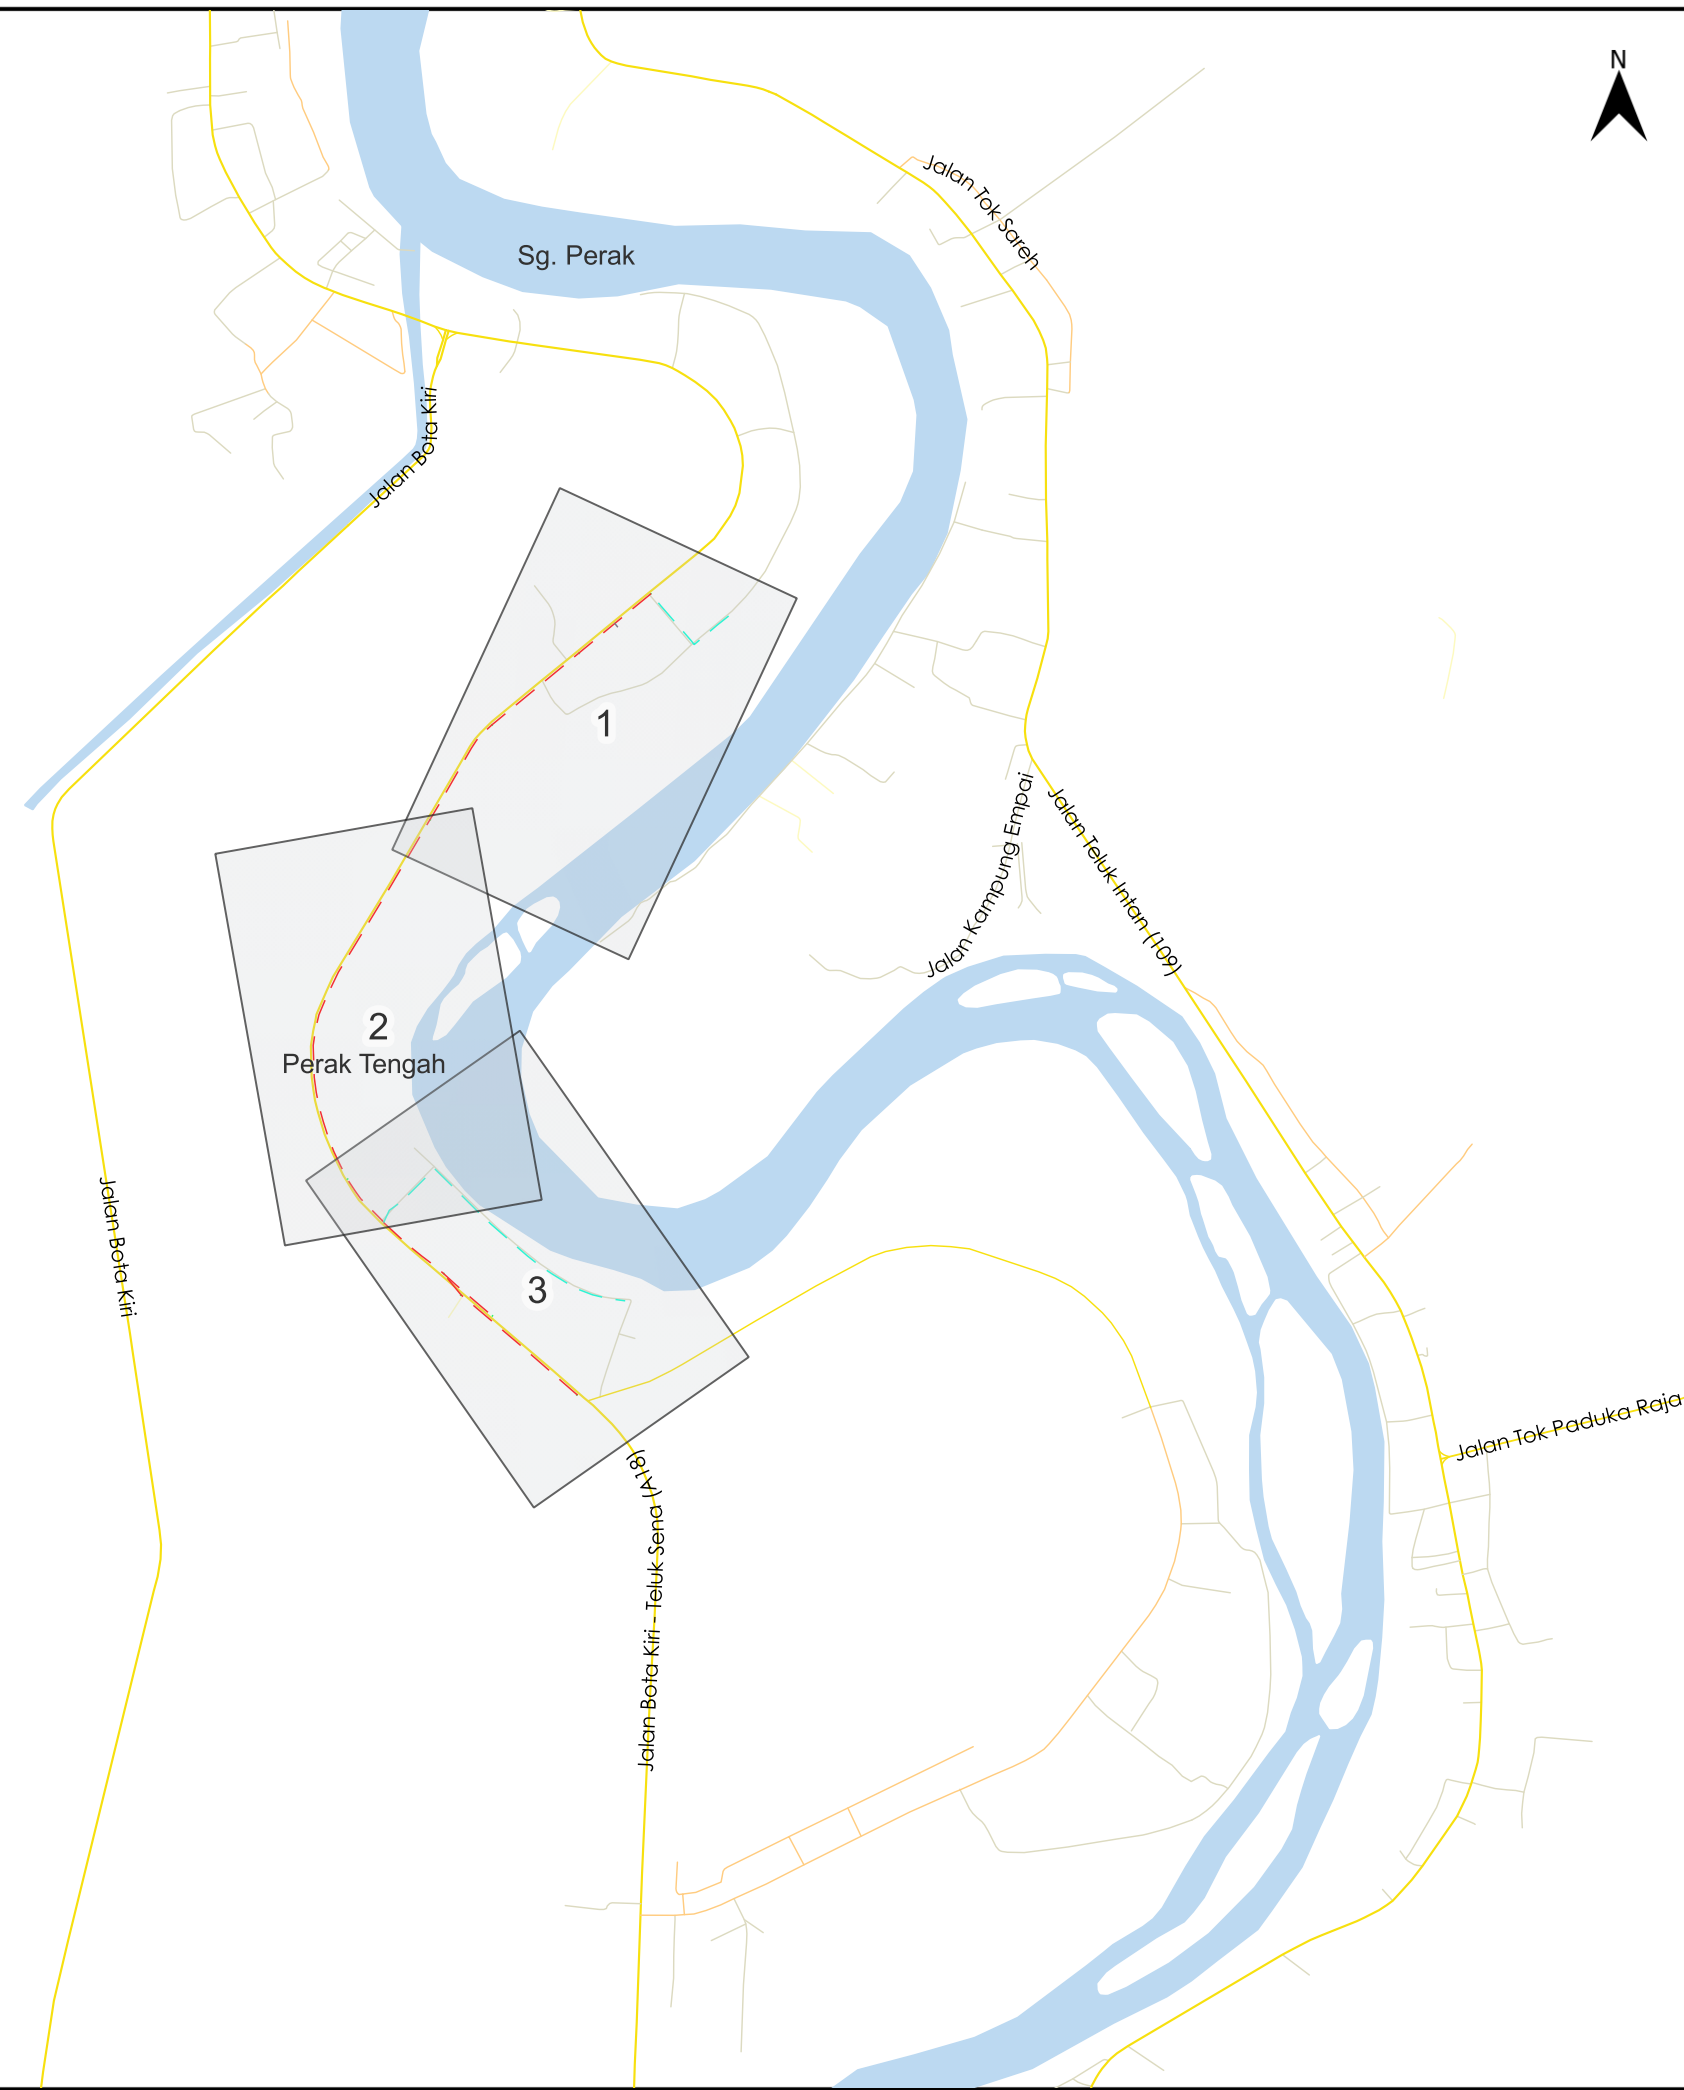 N
Jalan Tok Sareh
Sg. Perak
Jalan Bota Kiri
1
Jalan Kampung Empai
Jalan Teluk Intan (109)
2
Perak Tengah
Jalan Bota Kiri
3
Jalan Tok Paduka Raja
Jalan Bota Kiri - Teluk Sena (A18)